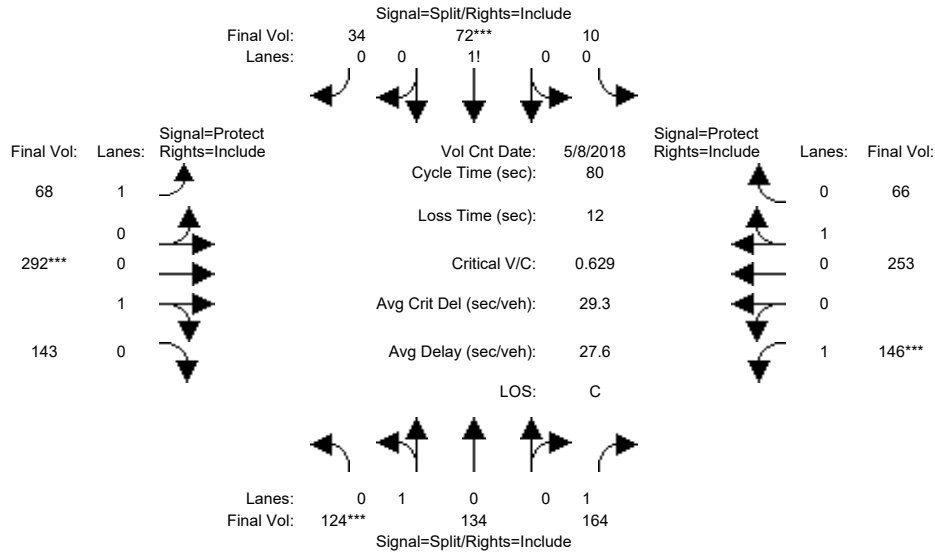 Signal=Split/Rights=Include
Final Vol: 34 72*** 10
Lanes: 0 0 1! 0 0
Signal=Protect
Final Vol: Lanes: Rights=Include
Vol Cnt Date: 5/8/2018
Signal=Protect
Rights=Include Lanes: Final Vol:
Cycle Time (sec): 80
68 1
0 66
Loss Time (sec): 12
0
1
292*** 0
Critical V/C: 0.629
0 253
1
Avg Crit Del (sec/veh): 29.3
0
143 0
Avg Delay (sec/veh): 27.6
1 146***
LOS: C
Lanes: 0 1 0 0 1
Final Vol: 124*** 134 164
Signal=Split/Rights=Include